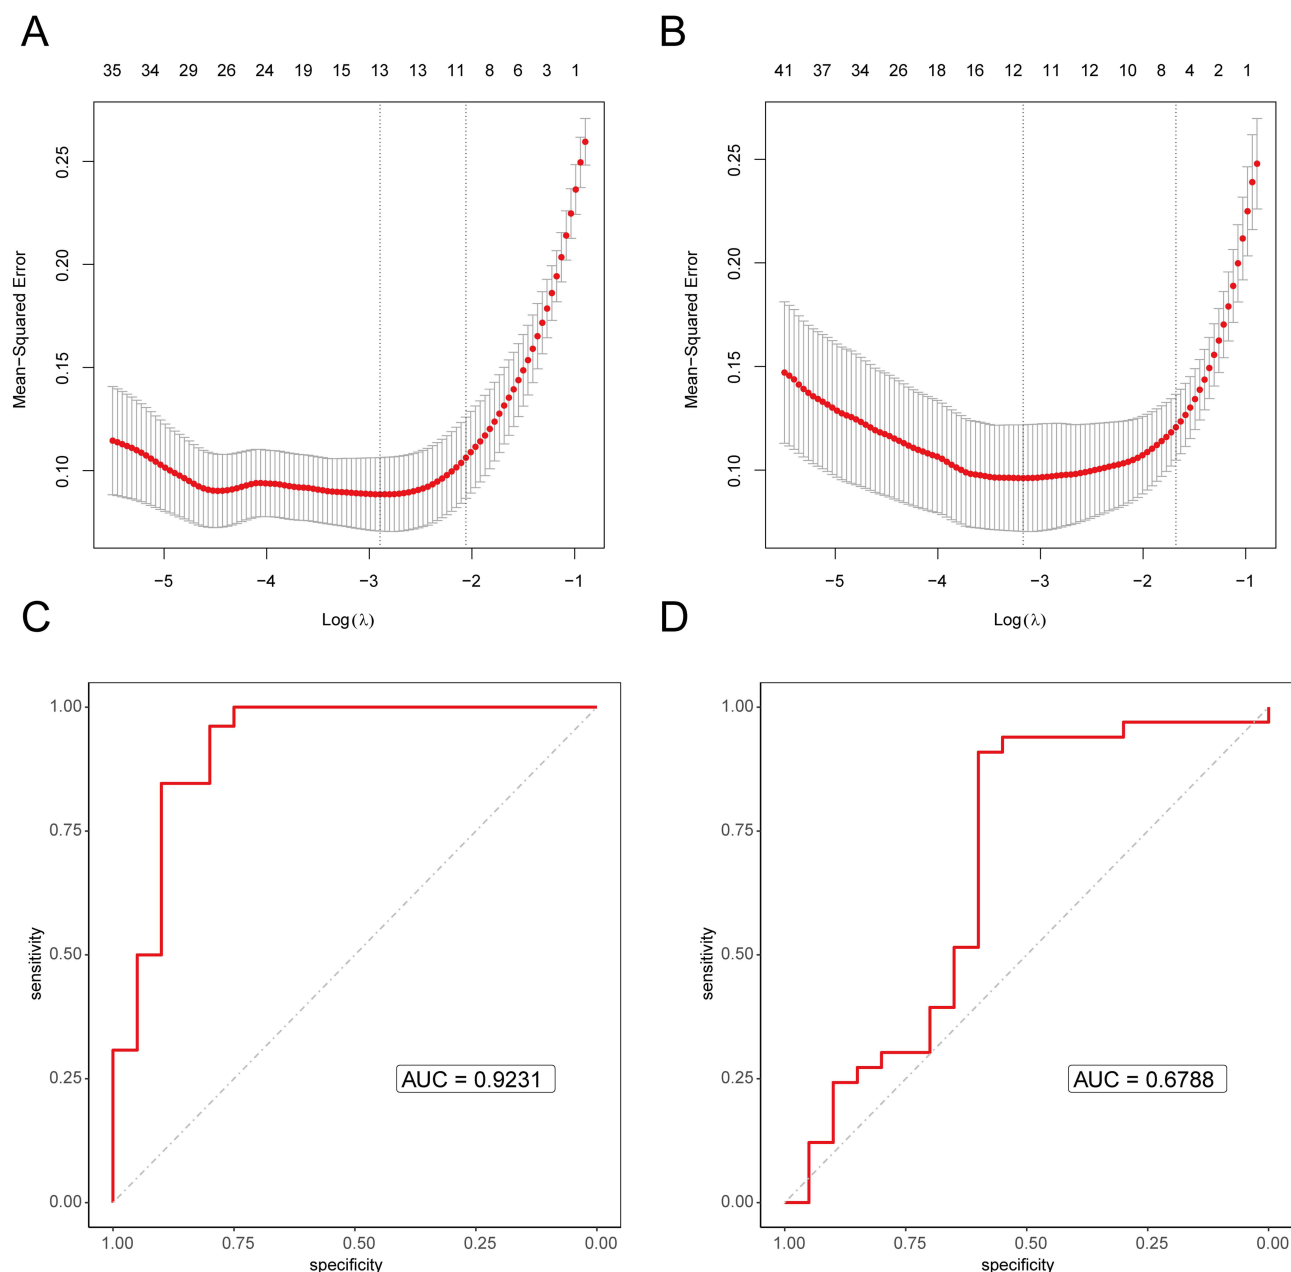 A
35 34 29 26 24 19 15 13 13 11 8 6 3 1
0.25
0.20
0.15
0.10
Mean−Squared Error
−5 −4 −3 −2 −1
Log(λ)
B
41 37 34 26 18 16 12 11 12 10 8 4 2 1
0.25
0.20
0.15
0.10
Mean−Squared Error
−5 −4 −3 −2 −1
Log(λ)
C
1.00
0.75
0.50
0.25
0.00
sensitivity
AUC = 0.9231
1.00 0.75 0.50 0.25 0.00
specificity
D
1.00
0.75
0.50
0.25
0.00
sensitivity
AUC = 0.6788
1.00 0.75 0.50 0.25 0.00
specificity